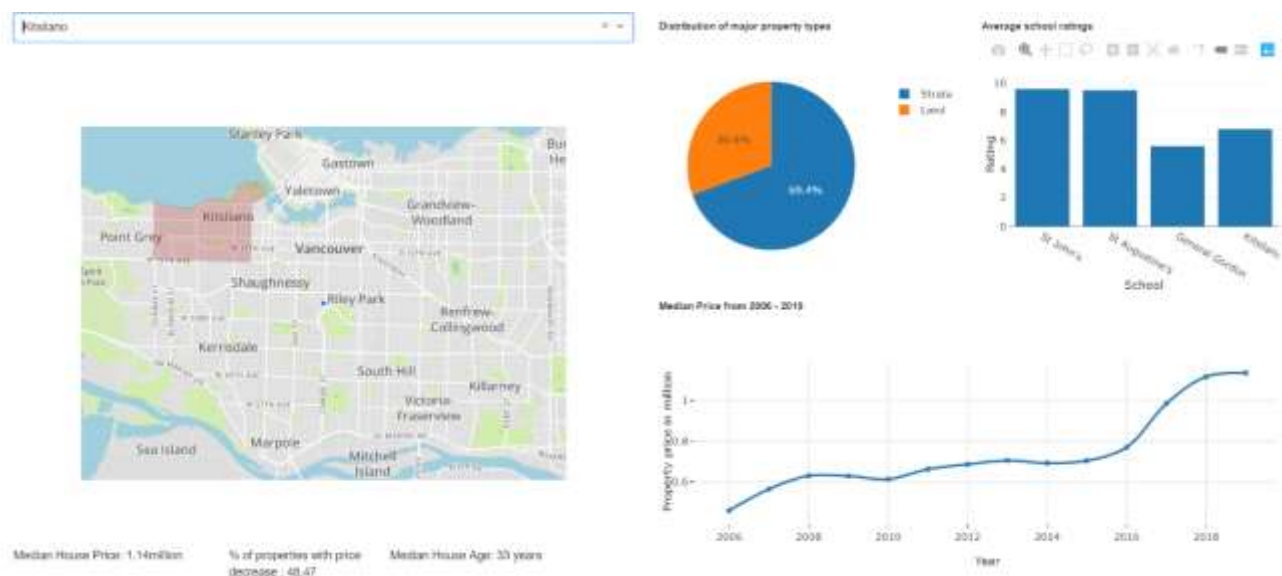 Kitsilano
Stanley Park
Gastown
Yaletown
Kitsilano
Grandview-
Woodland
Point Grey
Vancouver
Shaughnessy
Riley Park
Renfrew-
Collingwood
Kerrisdale
South Hill
Killarney
Victoria-
Fraserview
Marpole
Sea Island
Mitchell
Island
Median House Price: 1.14million
% of properties with price
decrease : 48.47
Median House Age: 33 years
Distribution of major property types
Strata
Land
69.4%
Average school ratings
10
8
6
4
2
0
Rating
St John's
St Augustine's
General Gordon
Kitsilano
School
Median Price from 2006 - 2019
Property price in million
1
0.8
0.6
2006
2008
2010
2012
2014
2016
2018
Year